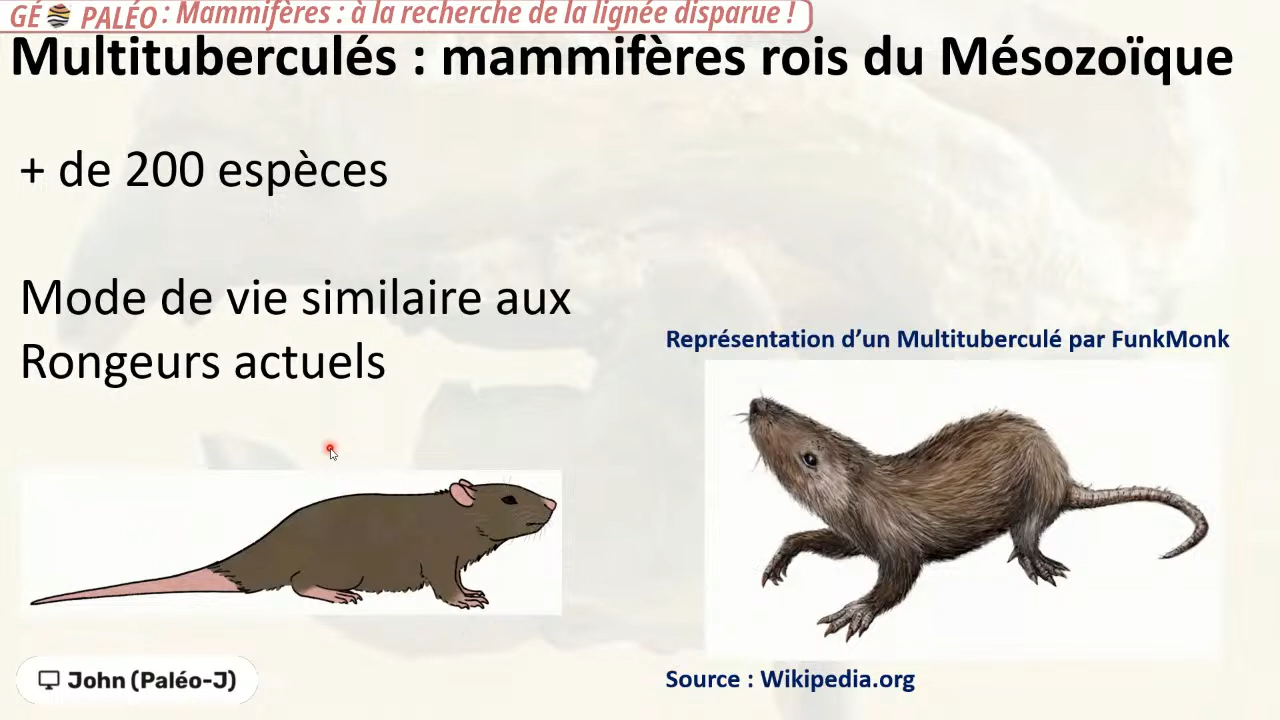 GÉ PALÉO : Mammifères : à la recherche de la lignée disparue !
Multituberculés : mammifères rois du Mésozoïque
+ de 200 espèces
Mode de vie similaire aux
Rongeurs actuels
Représentation d’un Multituberculé par FunkMonk
Source : Wikipedia.org
John (Paléo-J)